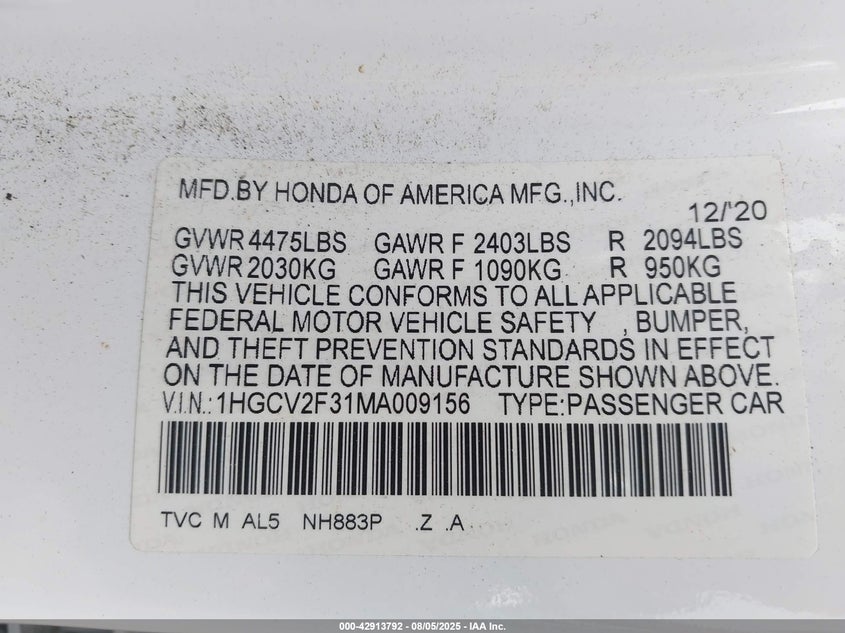 MFD.BY HONDA OF AMERICA MFG.,INC.
12/'20
GVWR 4475LBS GAWR F 2403LBS R 2094LBS
GVWR 2030KG GAWR F 1090KG R 950KG
THIS VEHICLE CONFORMS TO ALL APPLICABLE
FEDERAL MOTOR VEHICLE SAFETY , BUMPER,
AND THEFT PREVENTION STANDARDS IN EFFECT
ON THE DATE OF MANUFACTURE SHOWN ABOVE.
V.I.N.: 1HGCV2F31MA009156 TYPE:PASSENGER CAR
TVC M AL5 NH883P .Z .A
000-42913792 - 08/05/2025 - IAA Inc.